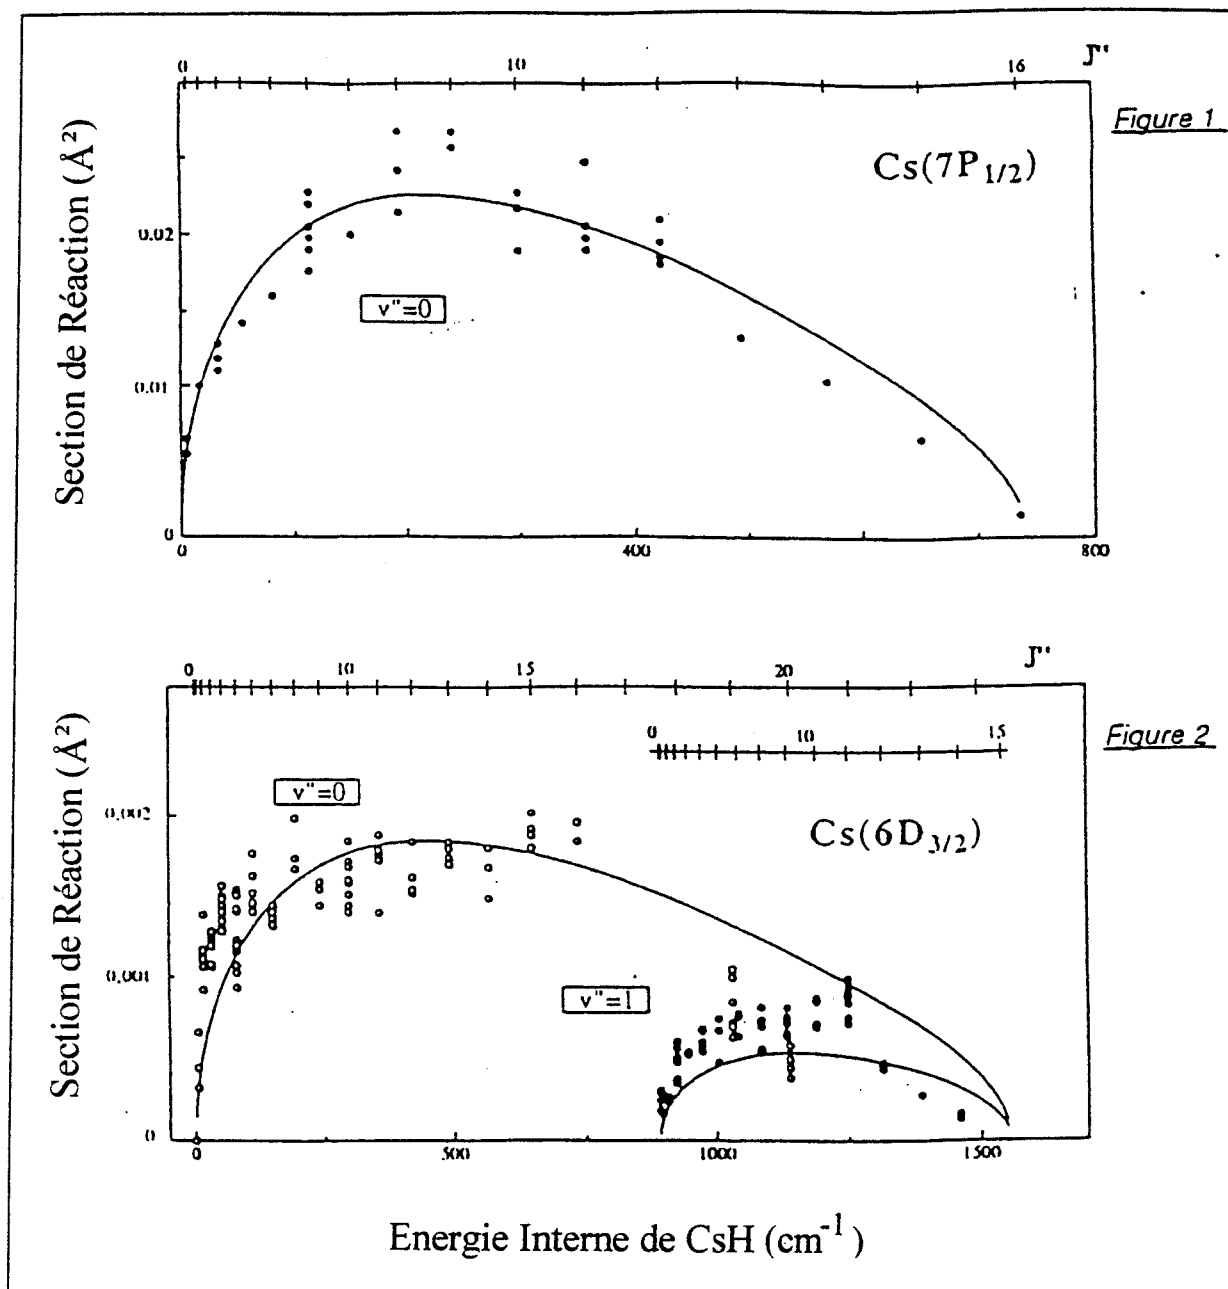 0 10 16 J"
Figure 1
Section de Réaction (Å²)
Cs(7P1/2)
0.02
v"=0
0.01
0
0 400 800
0 10 15 20 J"
Figure 2
0 10 15
Section de Réaction (Å²)
v"=0
0,002
Cs(6D3/2)
0,001
v"=1
0
0 500 1000 1500
Energie Interne de CsH (cm-1)